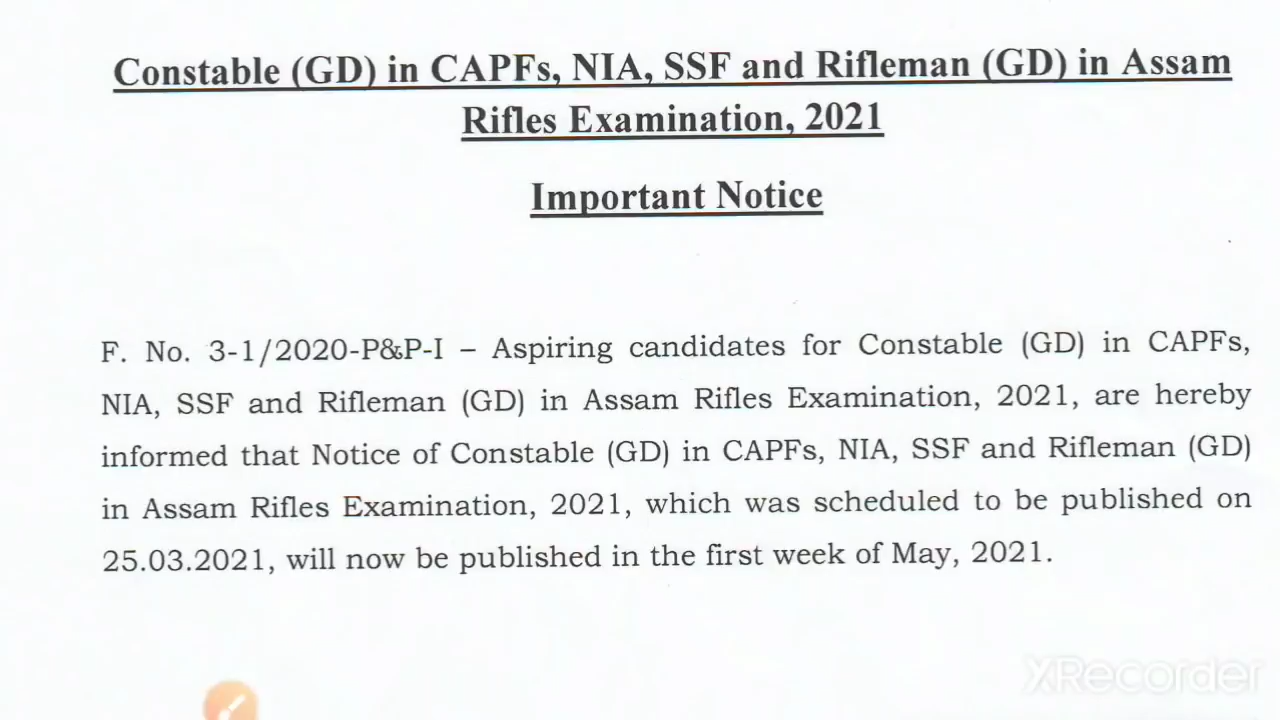 Constable (GD) in CAPFs, NIA, SSF and Rifleman (GD) in Assam
Rifles Examination, 2021
Important Notice
F. No. 3-1/2020-P&P-I – Aspiring candidates for Constable (GD) in CAPFs,
NIA, SSF and Rifleman (GD) in Assam Rifles Examination, 2021, are hereby
informed that Notice of Constable (GD) in CAPFs, NIA, SSF and Rifleman (GD)
in Assam Rifles Examination, 2021, which was scheduled to be published on
25.03.2021, will now be published in the first week of May, 2021.
XRecorder